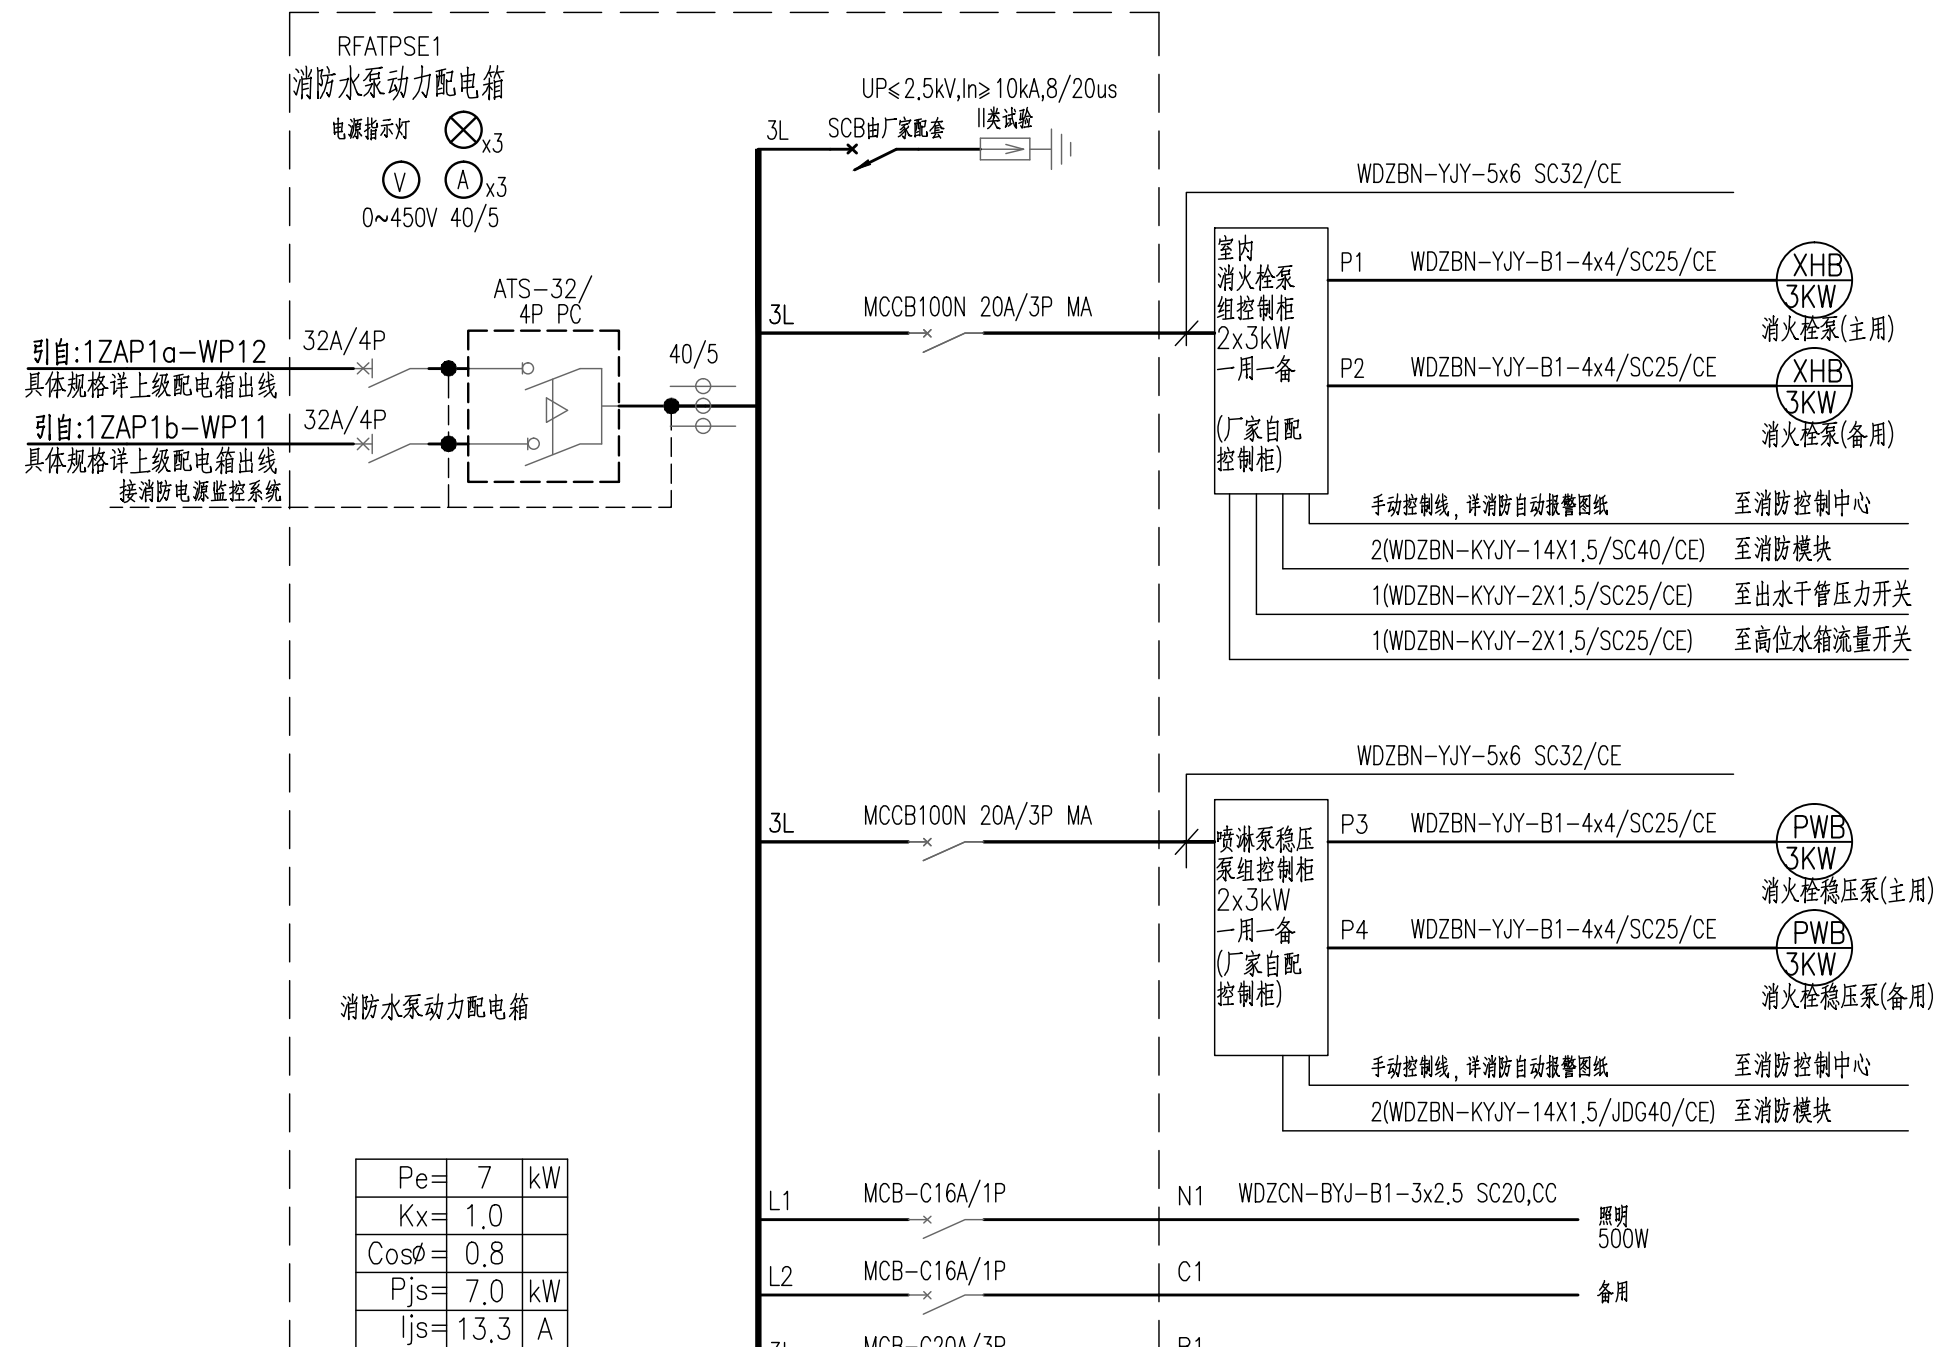 RFATPSE1
消防水泵动力配电箱
电源指示灯
x3
V
A
x3
0~450V 40/5
ATS-32/
4P PC
引自:1ZAP1a-WP12
32A/4P
具体规格详上级配电箱出线
引自:1ZAP1b-WP11
32A/4P
具体规格详上级配电箱出线
接消防电源监控系统
40/5
3L
SCB由厂家配套
UP≤2.5kV,In≥10kA,8/20us
II类试验
3L
MCCB100N 20A/3P MA
WDZBN-YJY-5x6 SC32/CE
室内
消火栓泵
组控制柜
2x3kW
一用一备
(厂家自配
控制柜)
P1
WDZBN-YJY-B1-4x4/SC25/CE
XHB
3KW
消火栓泵(主用)
P2
WDZBN-YJY-B1-4x4/SC25/CE
XHB
3KW
消火栓泵(备用)
手动控制线, 详消防自动报警图纸
至消防控制中心
2(WDZBN-KYJY-14X1.5/SC40/CE)
至消防模块
1(WDZBN-KYJY-2X1.5/SC25/CE)
至出水干管压力开关
1(WDZBN-KYJY-2X1.5/SC25/CE)
至高位水箱流量开关
3L
MCCB100N 20A/3P MA
WDZBN-YJY-5x6 SC32/CE
喷淋泵稳压
泵组控制柜
2x3kW
一用一备
(厂家自配
控制柜)
P3
WDZBN-YJY-B1-4x4/SC25/CE
PWB
3KW
消火栓稳压泵(主用)
P4
WDZBN-YJY-B1-4x4/SC25/CE
PWB
3KW
消火栓稳压泵(备用)
手动控制线, 详消防自动报警图纸
至消防控制中心
2(WDZBN-KYJY-14X1.5/JDG40/CE)
至消防模块
消防水泵动力配电箱
Pe= 7 kW
Kx= 1.0
Cosø= 0.8
Pjs= 7.0 kW
Ijs= 13.3 A
L1
MCB-C16A/1P
N1
WDZCN-BYJ-B1-3x2.5 SC20,CC
照明
500W
L2
MCB-C16A/1P
C1
备用
3L
MCB-C20A/3P